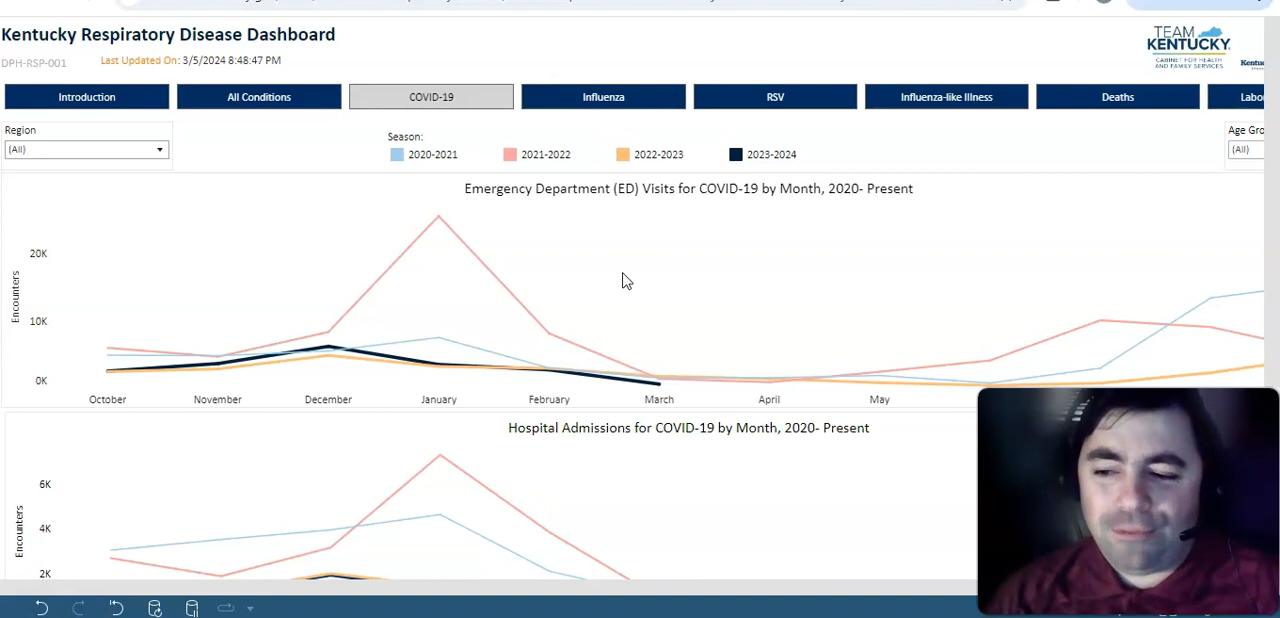 Kentucky Respiratory Disease Dashboard
DPH-RSP-001
Last Updated On: 3/5/2024 8:48:47 PM
TEAM
KENTUCKY.
CABINET FOR HEALTH
AND FAMILY SERVICES
Introduction
All Conditions
COVID-19
Influenza
RSV
Influenza-like Illness
Deaths
Labo
Region
(All)
Season:
2020-2021
2021-2022
2022-2023
2023-2024
Age Gro
(All)
Emergency Department (ED) Visits for COVID-19 by Month, 2020- Present
Encounters
20K
10K
0K
October
November
December
January
February
March
April
May
Hospital Admissions for COVID-19 by Month, 2020- Present
Encounters
6K
4K
2K